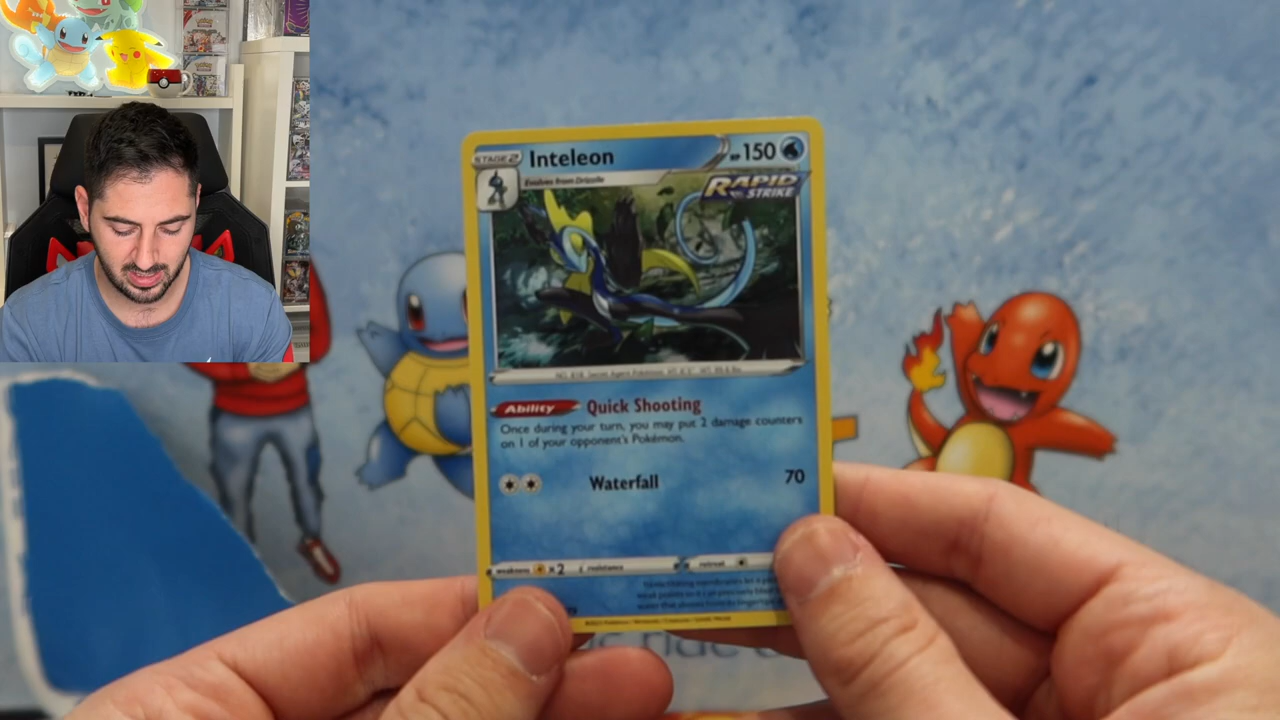 STAGE 2 Inteleon HP 150
Evolves from Drizzile
RAPID
STRIKE
Ability Quick Shooting
Once during your turn, you may put 2 damage counters
on 1 of your opponent's Pokémon.
Waterfall 70
weakness ×2 resistance retreat